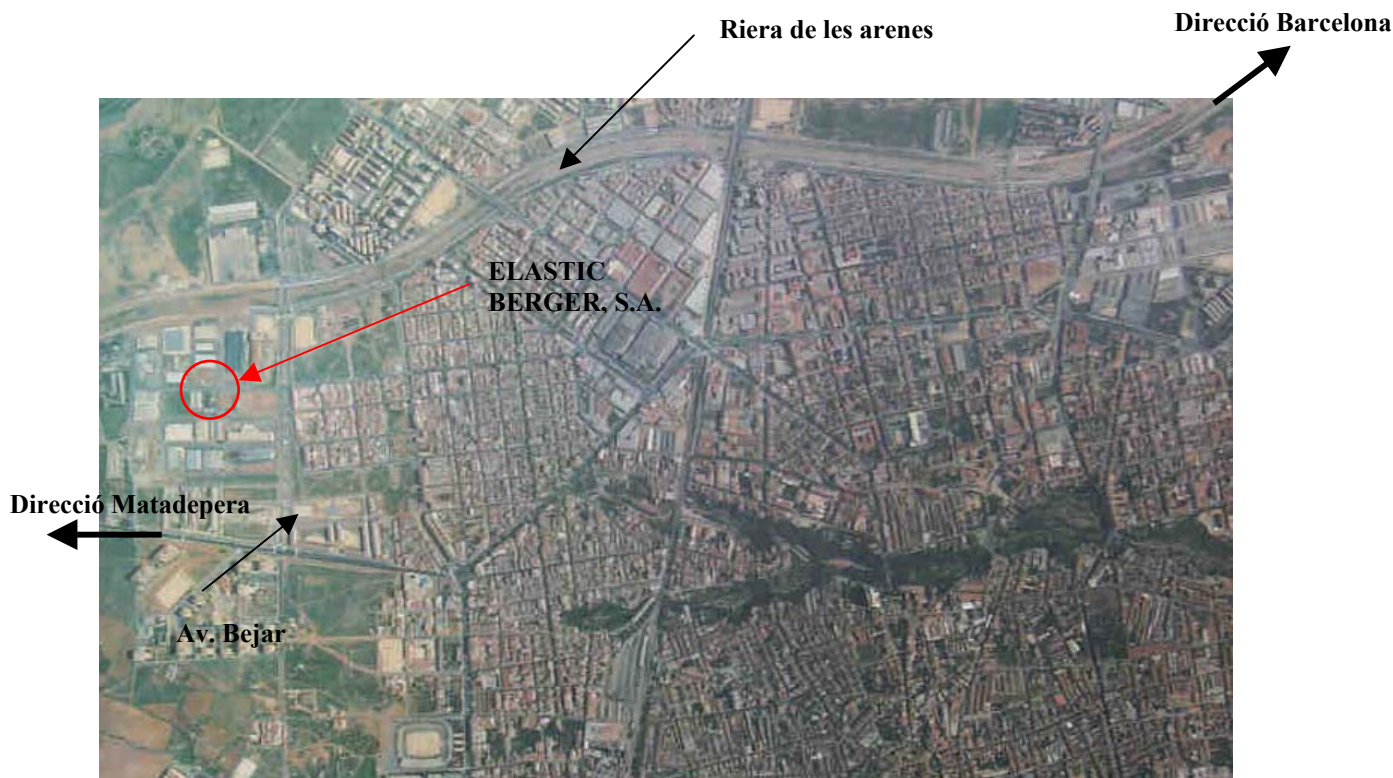 Direcció Barcelona
Riera de les arenes
ELASTIC
BERGER, S.A.
Direcció Matadepera
Av. Bejar